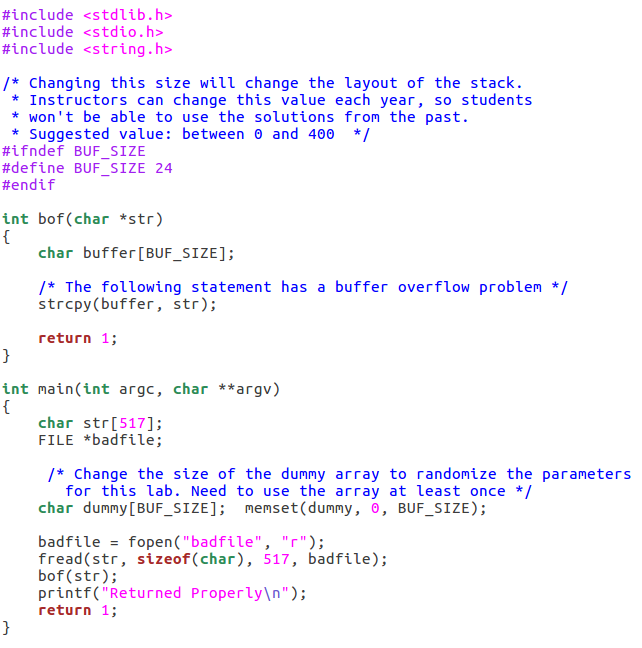 #include <stdlib.h>
#include <stdio.h>
#include <string.h>
/* Changing this size will change the layout of the stack.
 * Instructors can change this value each year, so students
 * won't be able to use the solutions from the past.
 * Suggested value: between 0 and 400  */
#ifndef BUF_SIZE
#define BUF_SIZE 24
#endif
int bof(char *str)
{
    char buffer[BUF_SIZE];
    /* The following statement has a buffer overflow problem */
    strcpy(buffer, str);
    return 1;
}
int main(int argc, char **argv)
{
    char str[517];
    FILE *badfile;
     /* Change the size of the dummy array to randomize the parameters
       for this lab. Need to use the array at least once */
    char dummy[BUF_SIZE];  memset(dummy, 0, BUF_SIZE);
    badfile = fopen("badfile", "r");
    fread(str, sizeof(char), 517, badfile);
    bof(str);
    printf("Returned Properly\n");
    return 1;
}